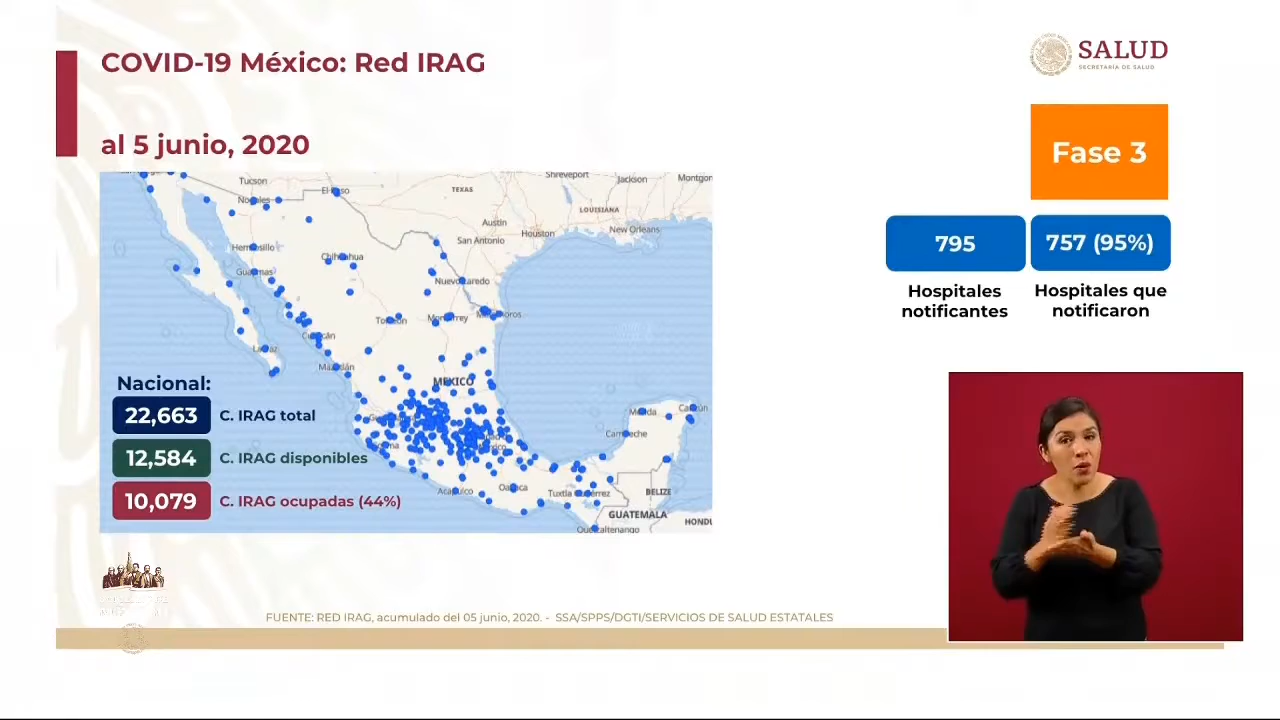 COVID-19 México: Red IRAG
al 5 junio, 2020
SALUD
SECRETARÍA DE SALUD
Fase 3
795
757 (95%)
Hospitales
notificantes
Hospitales que
notificaron
Tucson
El Paso
TEXAS
Shreveport
Jackson
Montgom
Nogales
LOUISIANA
Austin
Houston
New Orleans
San Antonio
Hermosillo
Chihuahua
Guaymas
Nuevo Laredo
Torreón
Monterrey
Matamoros
Culiacán
La Paz
Mazatlán
MÉXICO
Mérida
Cancún
Campeche
Acapulco
Oaxaca
Tuxtla Gutiérrez
BELIZE
GUATEMALA
HONDU
Quetzaltenango
Nacional:
22,663 C. IRAG total
12,584 C. IRAG disponibles
10,079 C. IRAG ocupadas (44%)
FUENTE: RED IRAG, acumulado del 05 junio, 2020. - SSA/SPPS/DGTI/SERVICIOS DE SALUD ESTATALES